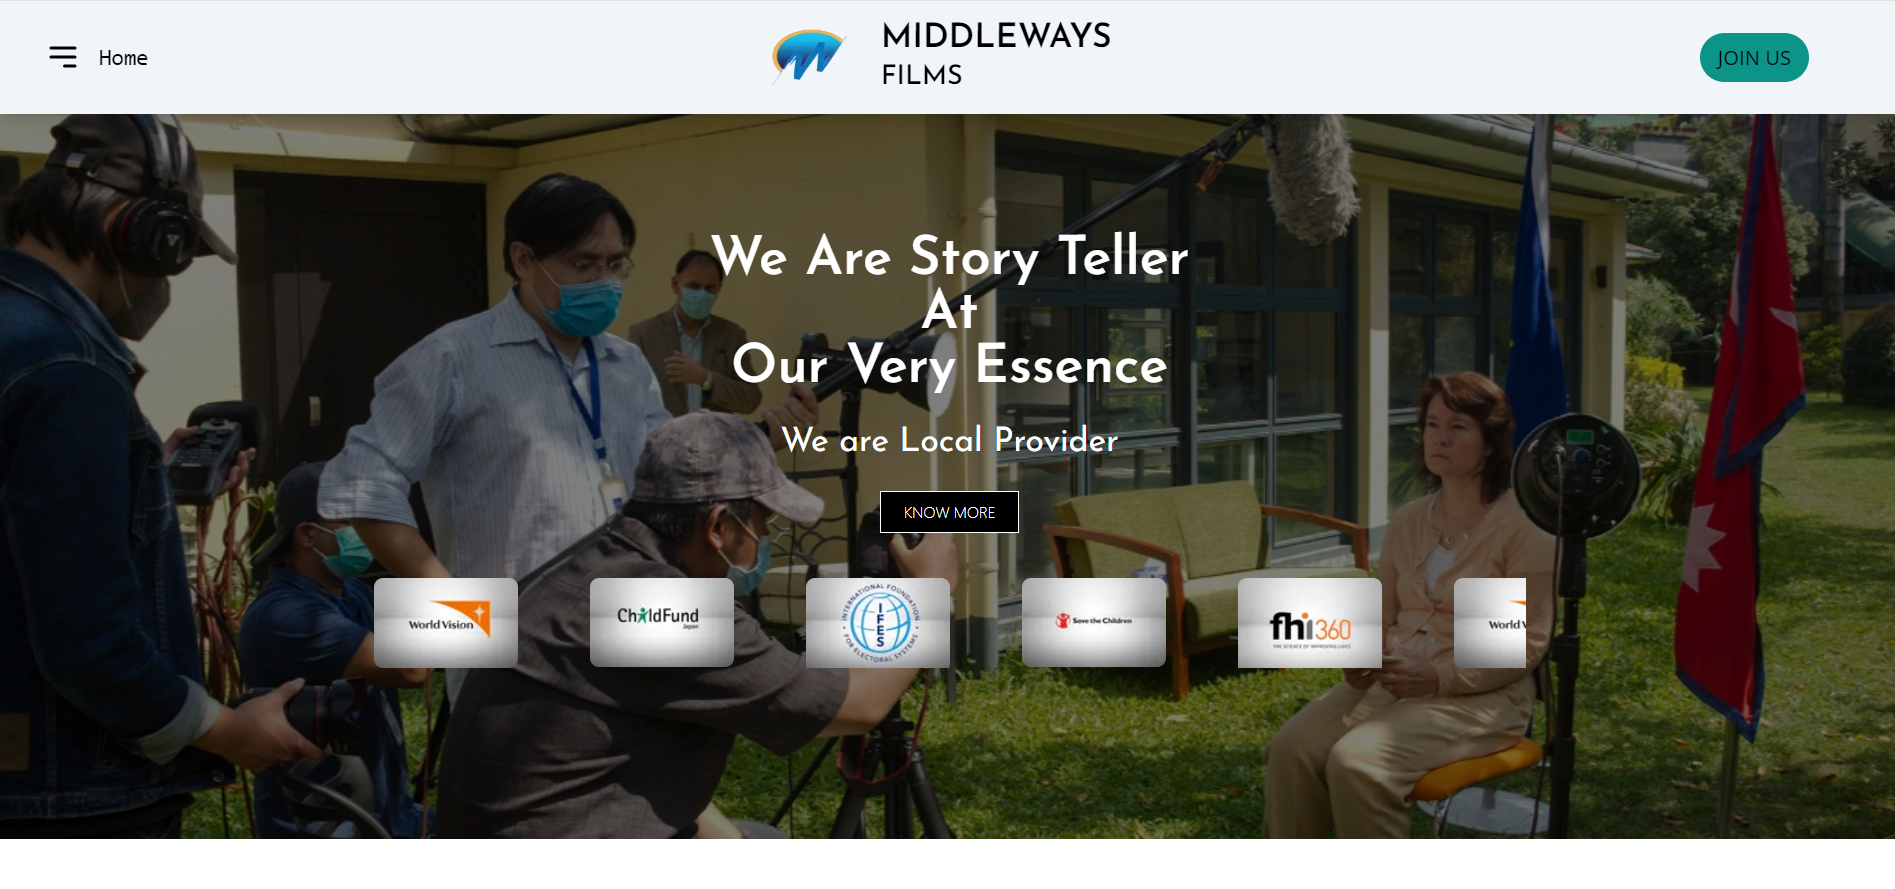 Home
MIDDLEWAYS
FILMS
JOIN US
We Are Story Teller
At
Our Very Essence
We are Local Provider
KNOW MORE
World Vision
ChildFund
Japan
INTERNATIONAL FOUNDATION
IFES
FOR ELECTORAL SYSTEMS
Save the Children
fhi360
THE SCIENCE OF IMPROVING LIVES
World V